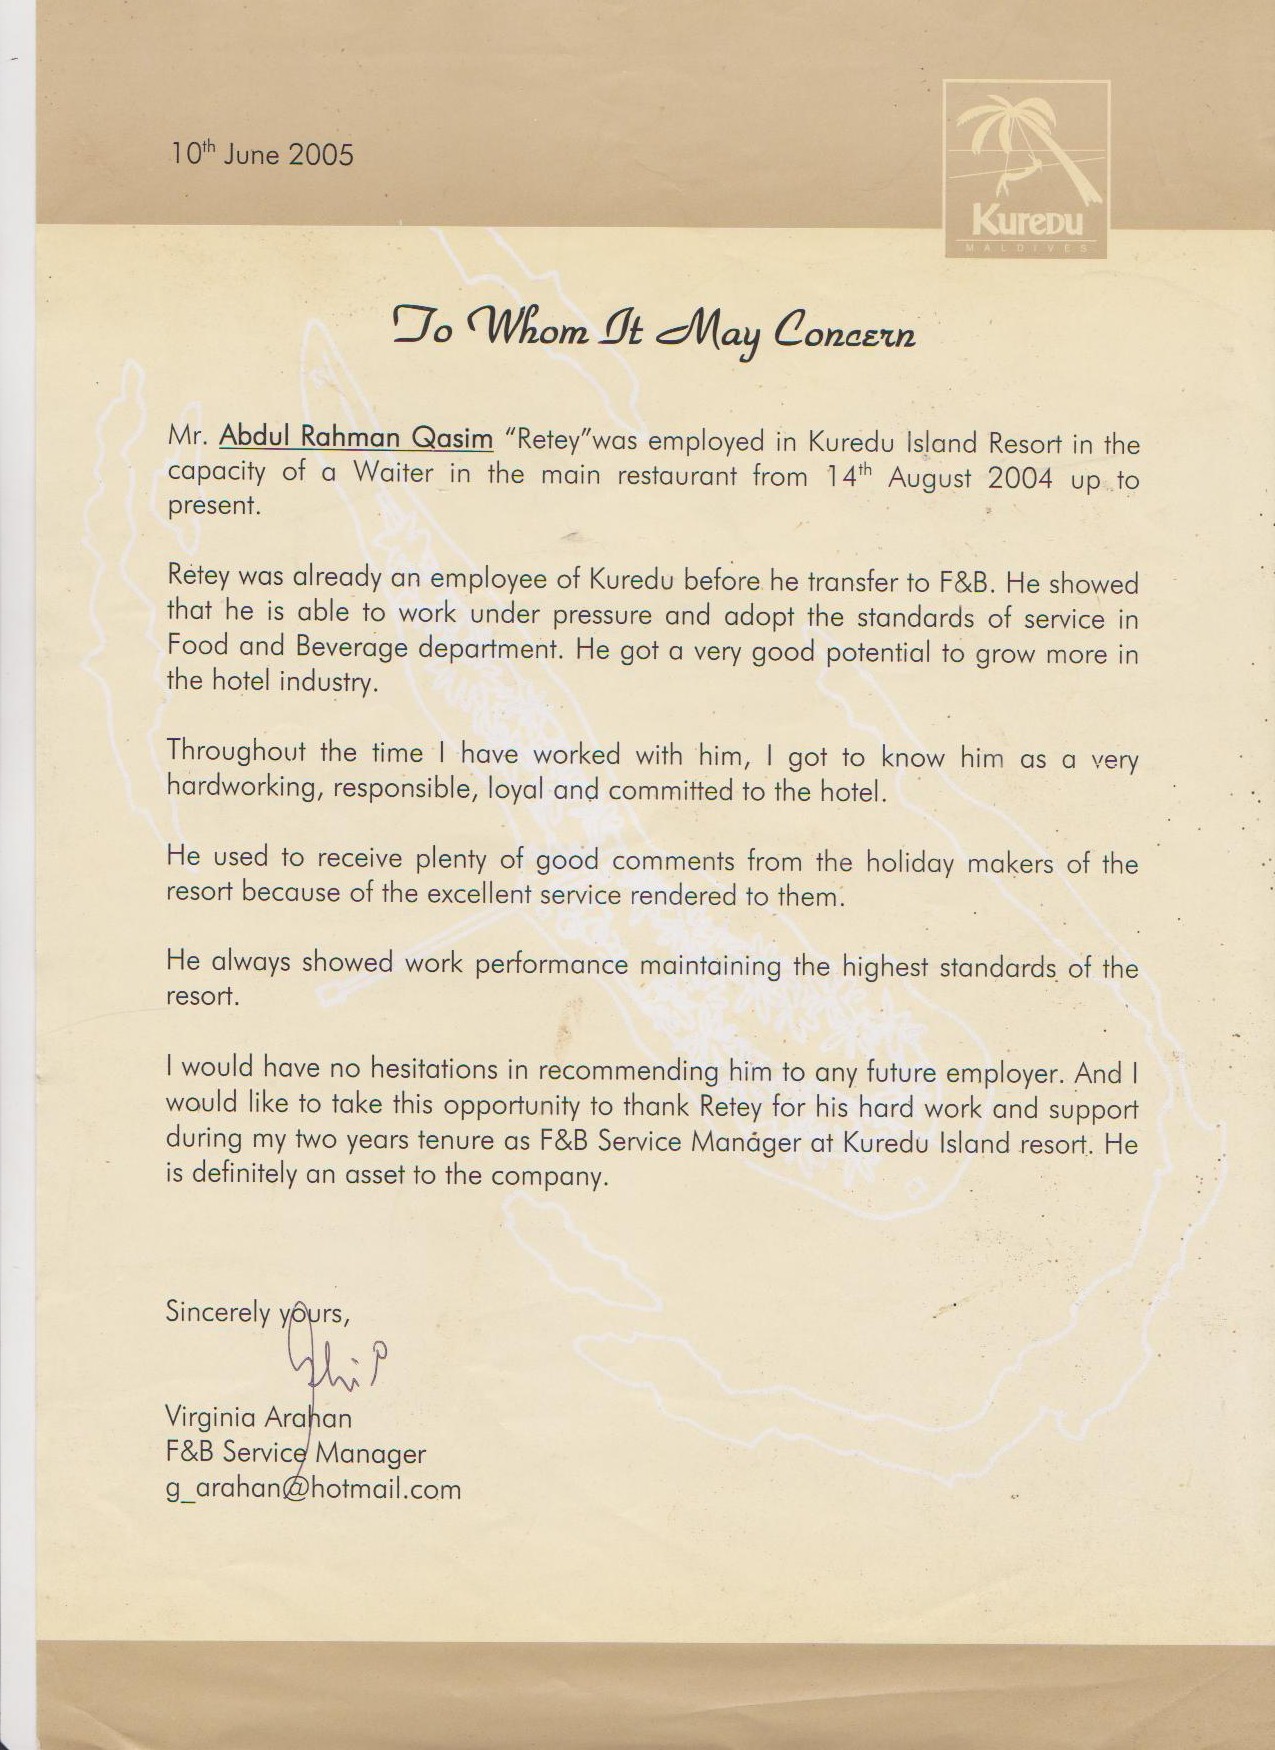 10th June 2005
Kuredu
MALDIVES
To Whom It May Concern
Mr. Abdul Rahman Qasim “Retey”was employed in Kuredu Island Resort in the
capacity of a Waiter in the main restaurant from 14th August 2004 up to
present.
Retey was already an employee of Kuredu before he transfer to F&B. He showed
that he is able to work under pressure and adopt the standards of service in
Food and Beverage department. He got a very good potential to grow more in
the hotel industry.
Throughout the time I have worked with him, I got to know him as a very
hardworking, responsible, loyal and committed to the hotel.
He used to receive plenty of good comments from the holiday makers of the
resort because of the excellent service rendered to them.
He always showed work performance maintaining the highest standards of the
resort.
I would have no hesitations in recommending him to any future employer. And I
would like to take this opportunity to thank Retey for his hard work and support
during my two years tenure as F&B Service Manager at Kuredu Island resort. He
is definitely an asset to the company.
Sincerely yours,
Virginia Arahan
F&B Service Manager
g_arahan@hotmail.com